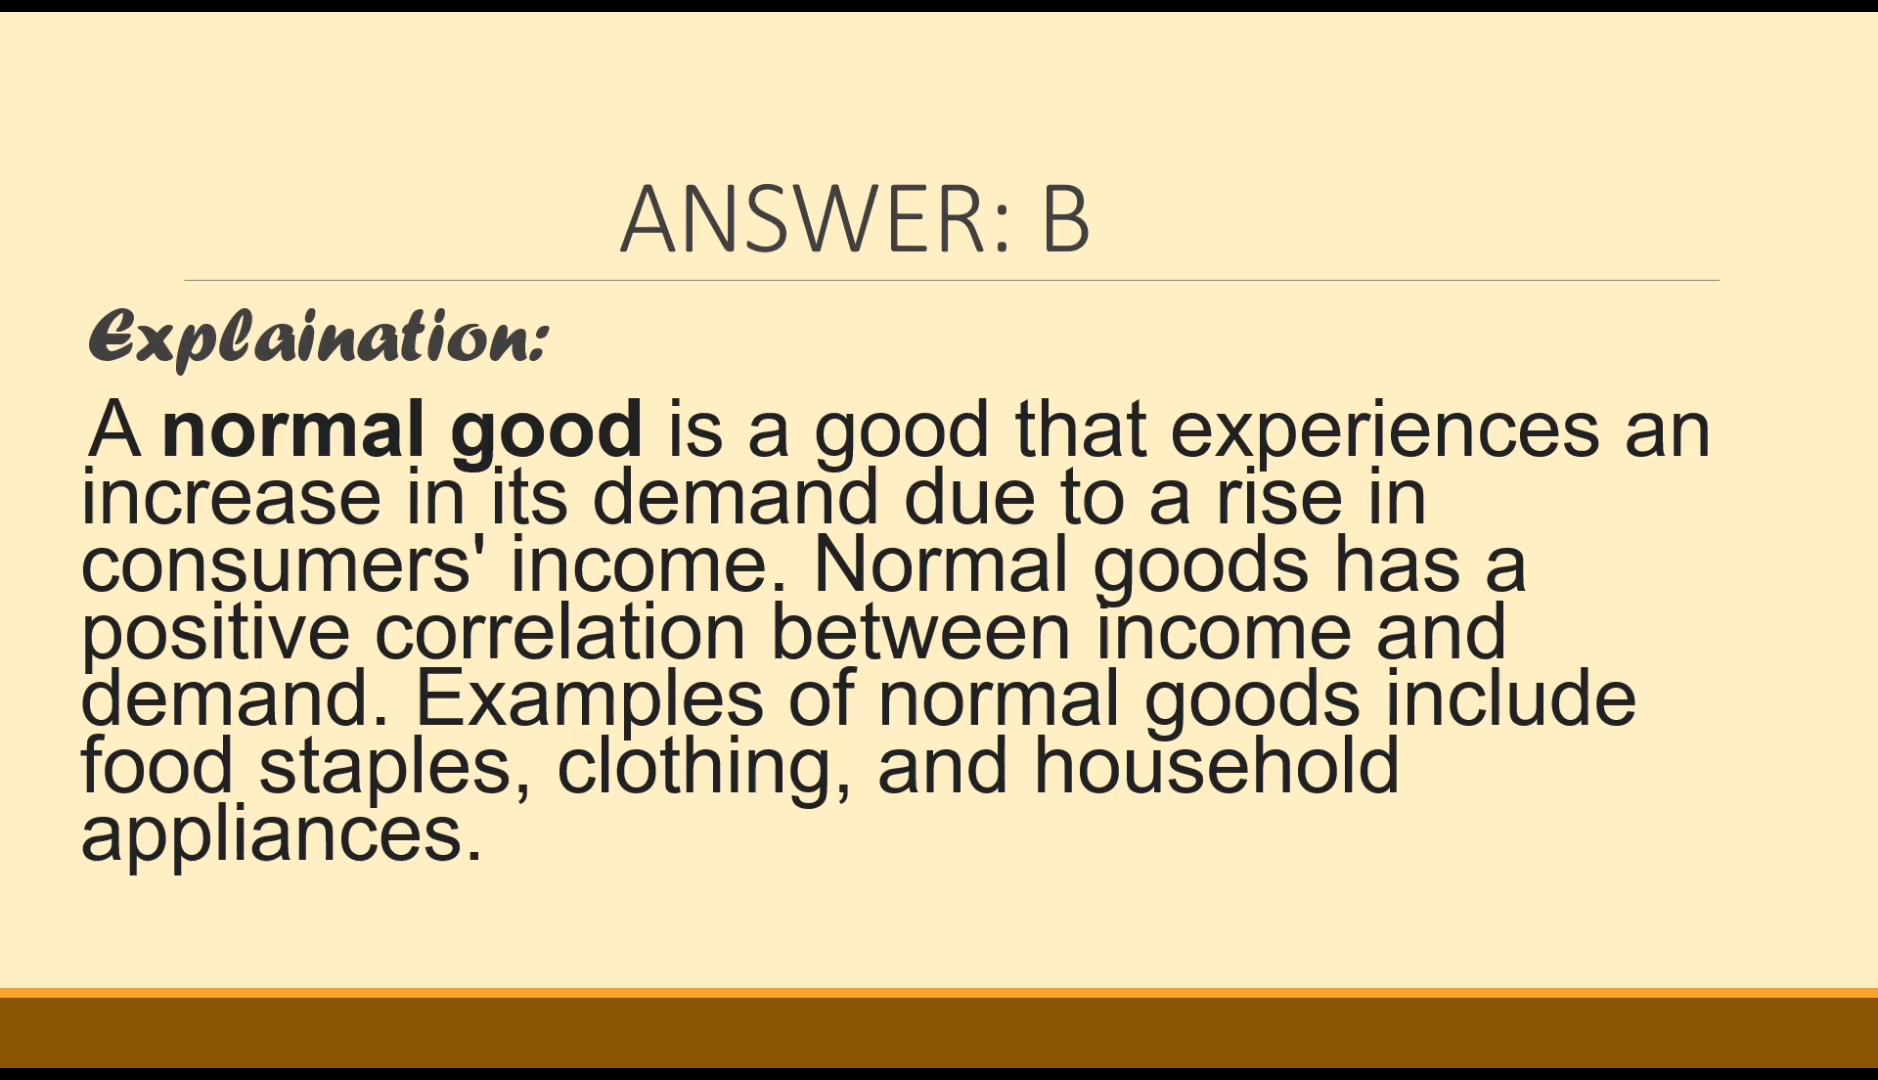 ANSWER: B
Explaination:
A normal good is a good that experiences an
increase in its demand due to a rise in
consumers' income. Normal goods has a
positive correlation between income and
demand. Examples of normal goods include
food staples, clothing, and household
appliances.